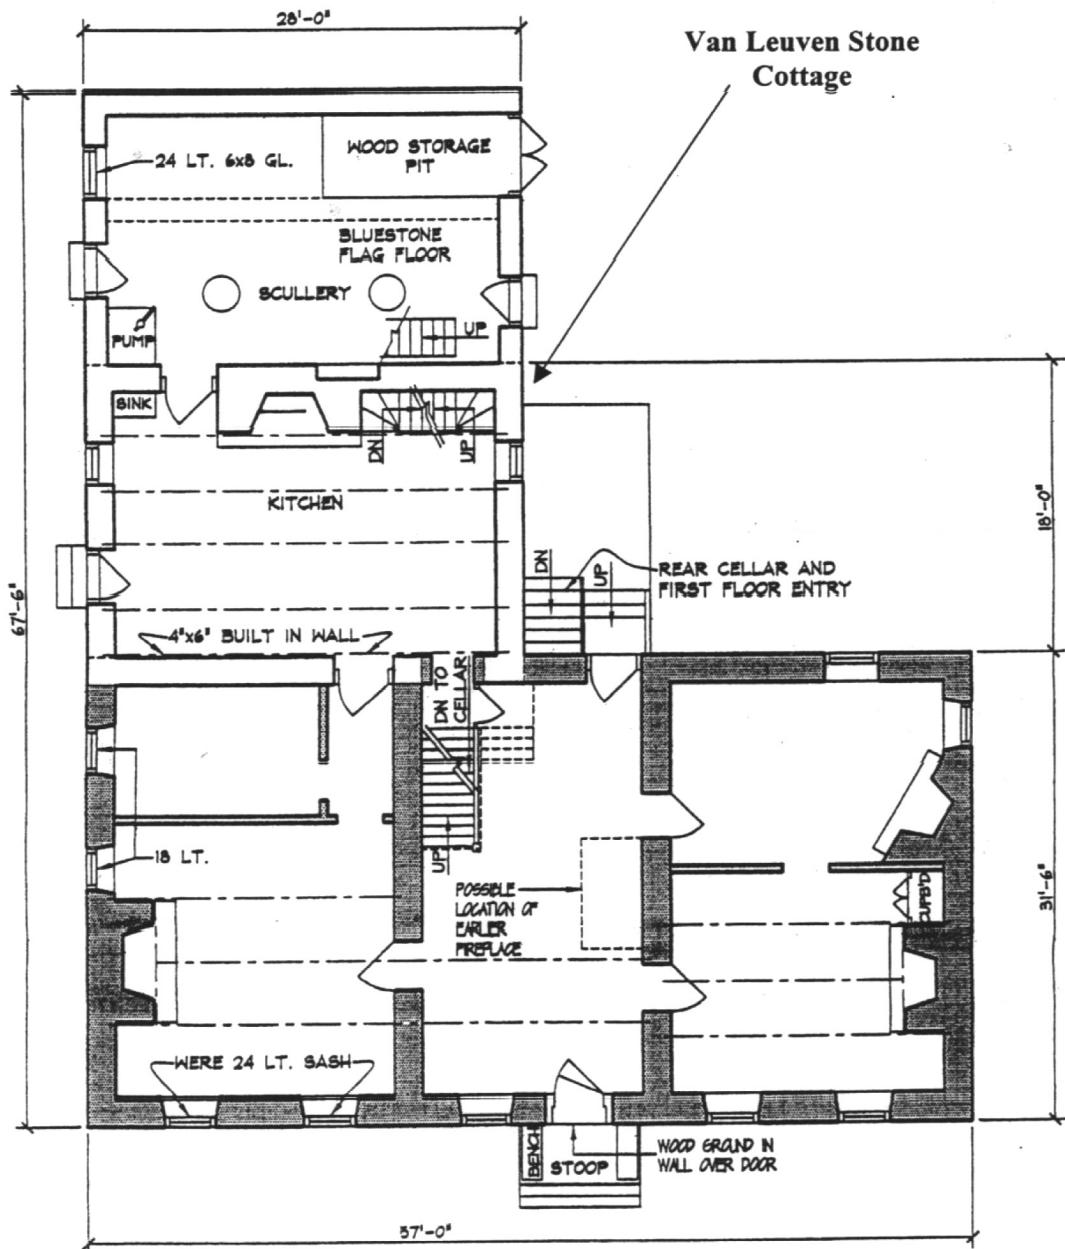 28'-0"
Van Leuven Stone
Cottage
24 LT. 6x8 GL.
WOOD STORAGE
PIT
BLUESTONE
FLAG FLOOR
SCULLERY
PUMP
UP
SINK
DN
UP
KITCHEN
18'-0"
67'-6"
DN
UP
REAR CELLAR AND
FIRST FLOOR ENTRY
4"x6" BUILT IN WALL
DN TO
CELLAR
18 LT.
UP
POSSIBLE
LOCATION OF
EARLIER
FIREPLACE
CUPB'D
31'-6"
WERE 24 LT. SASH
BENCH
STOOP
WOOD GROUND IN
WALL OVER DOOR
57'-0"